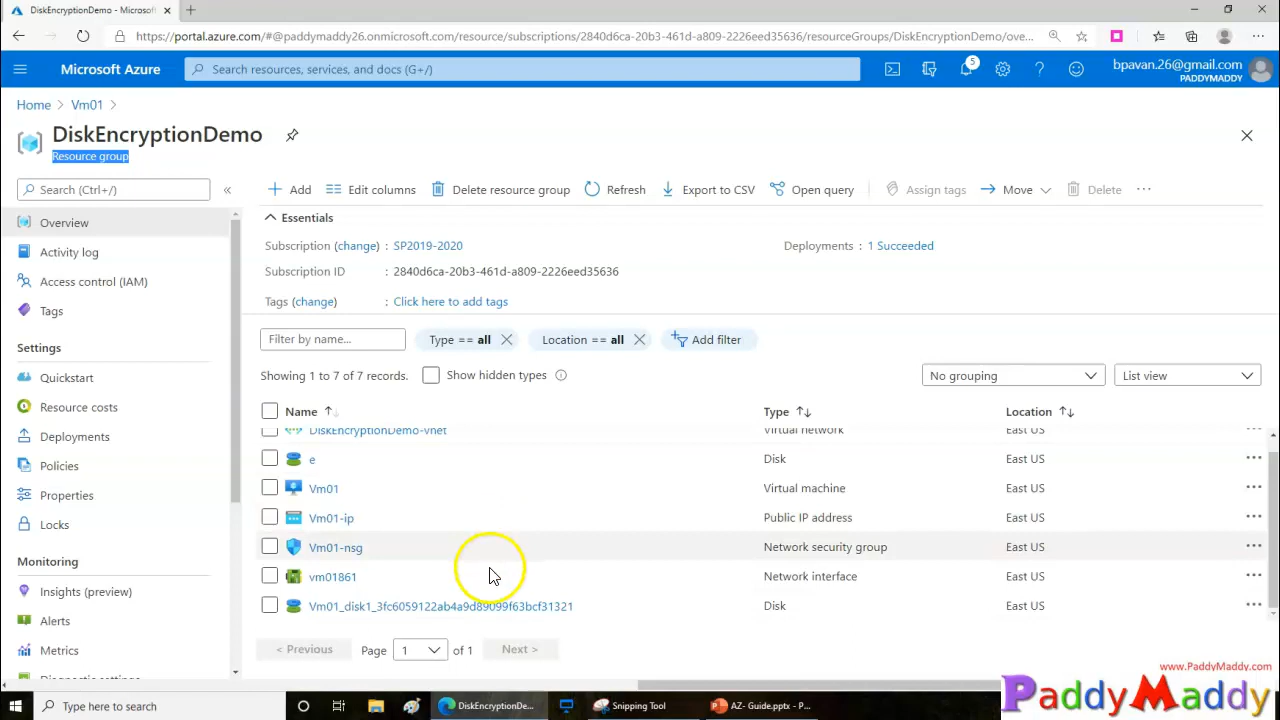 DiskEncryptionDemo - Microsof
https://portal.azure.com/#@paddymaddy26.onmicrosoft.com/resource/subscriptions/2840d6ca-20b3-461d-a809-2226eed35636/resourceGroups/DiskEncryptionDemo/ove...
Microsoft Azure
Search resources, services, and docs (G+/)
5
bpavan.26@gmail.com
PADDYMADDY
Home > Vm01 >
DiskEncryptionDemo
Resource group
Search (Ctrl+/)
«
Add
Edit columns
Delete resource group
Refresh
Export to CSV
Open query
Assign tags
Move
Delete
...
Overview
Activity log
Access control (IAM)
Tags
Settings
Quickstart
Resource costs
Deployments
Policies
Properties
Locks
Monitoring
Insights (preview)
Alerts
Metrics
Diagnostic settings
Essentials
Subscription (change) : SP2019-2020
Deployments : 1 Succeeded
Subscription ID : 2840d6ca-20b3-461d-a809-2226eed35636
Tags (change) : Click here to add tags
Filter by name...
Type == all
Location == all
Add filter
Showing 1 to 7 of 7 records.
Show hidden types
No grouping
List view
Name Type Location
DiskEncryptionDemo-vnet Virtual network East US
e Disk East US
Vm01 Virtual machine East US
Vm01-ip Public IP address East US
Vm01-nsg Network security group East US
vm01861 Network interface East US
Vm01_disk1_3fc6059122ab4a9d89099f63bcf31321 Disk East US
< Previous Page 1 of 1 Next >
www.PaddyMaddy.com
PaddyMaddy
Type here to search
DiskEncryptionDe...
Snipping Tool
AZ- Guide.pptx - P...